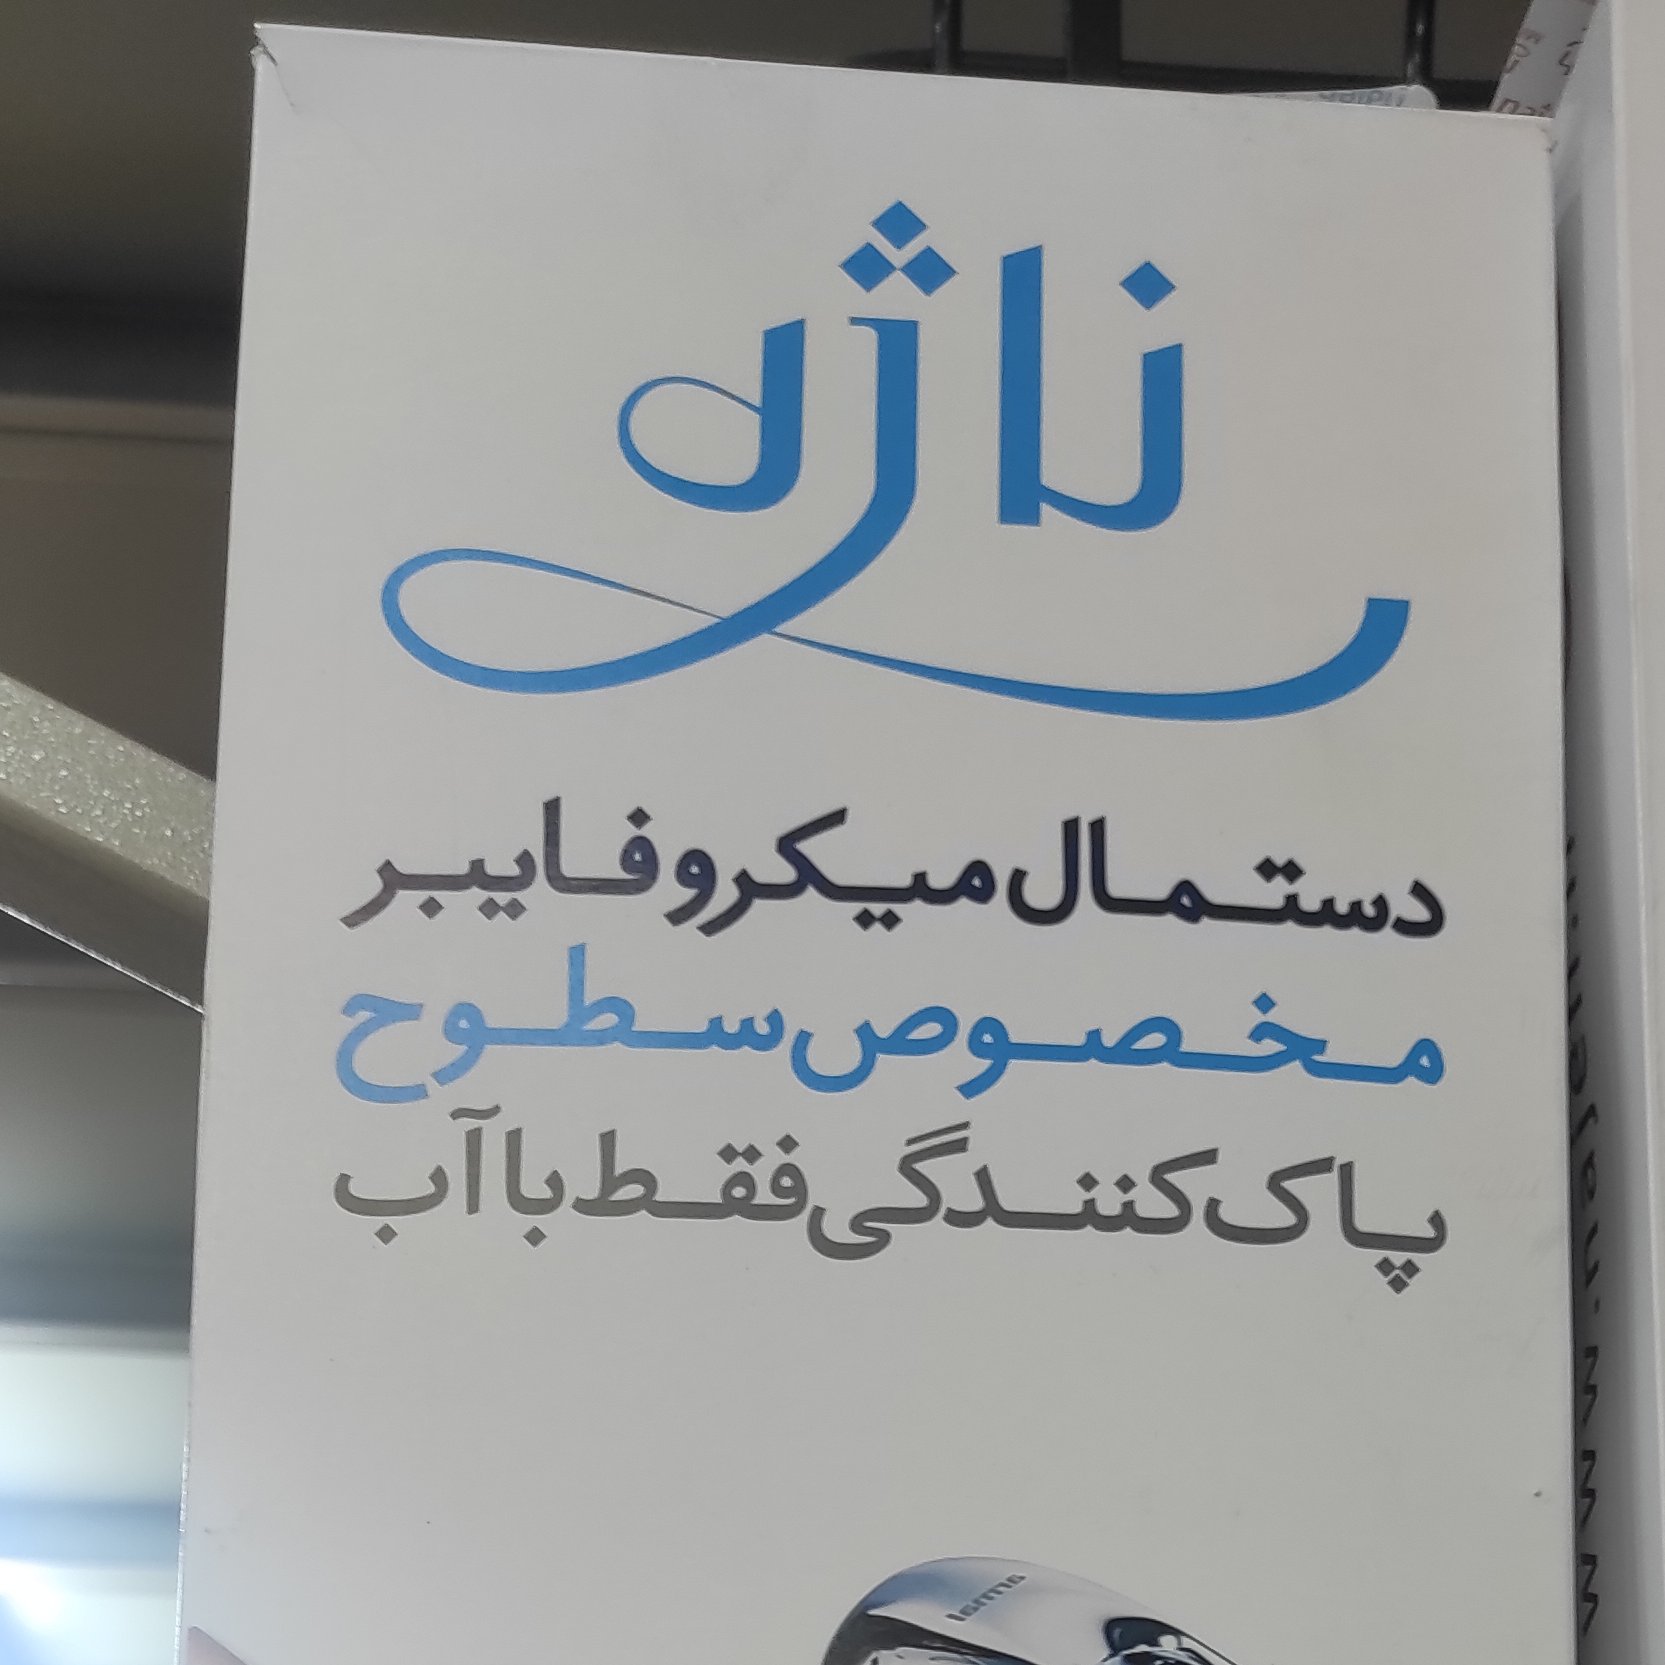 ناژه
دستمال میکروفایبر
مخصوص سطوح
پاک کنندگی فقط با آب